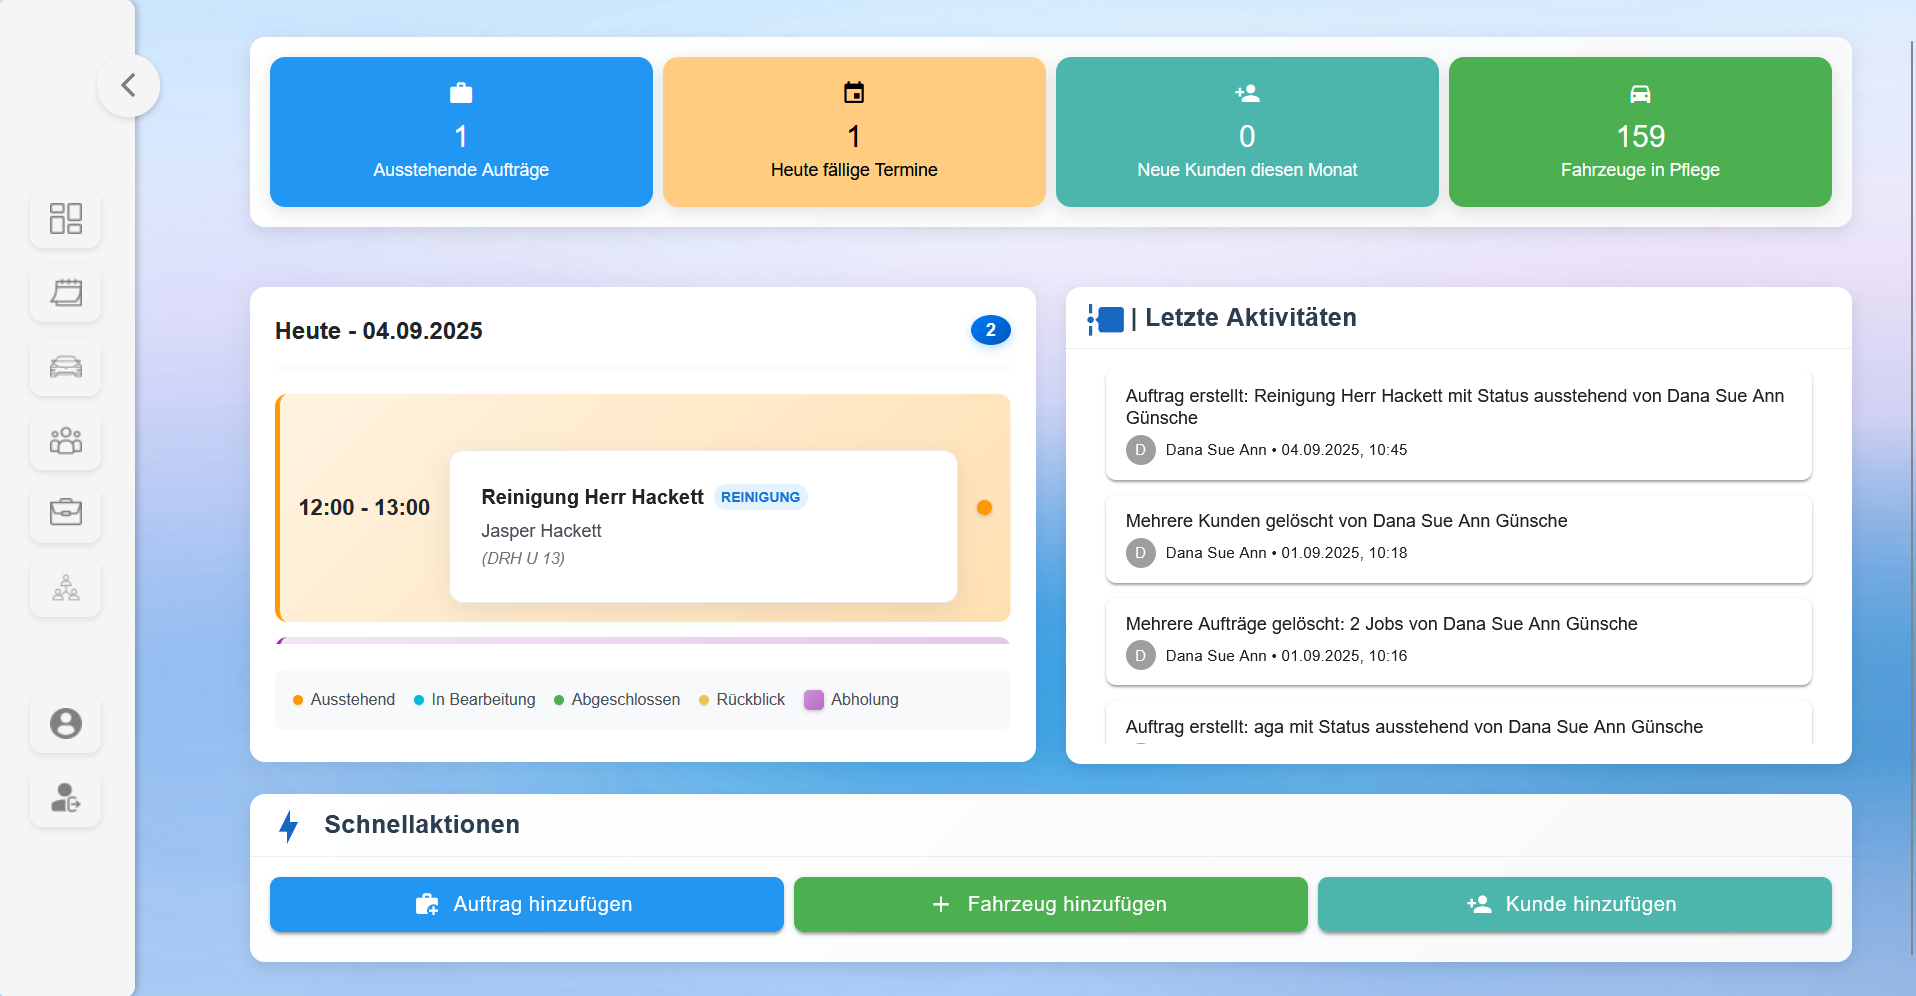 1
Ausstehende Aufträge
1
Heute fällige Termine
0
Neue Kunden diesen Monat
159
Fahrzeuge in Pflege
Heute - 04.09.2025
2
12:00 - 13:00
Reinigung Herr Hackett REINIGUNG
Jasper Hackett
(DRH U 13)
Ausstehend In Bearbeitung Abgeschlossen Rückblick Abholung
| Letzte Aktivitäten
Auftrag erstellt: Reinigung Herr Hackett mit Status ausstehend von Dana Sue Ann
Günsche
D Dana Sue Ann • 04.09.2025, 10:45
Mehrere Kunden gelöscht von Dana Sue Ann Günsche
D Dana Sue Ann • 01.09.2025, 10:18
Mehrere Aufträge gelöscht: 2 Jobs von Dana Sue Ann Günsche
D Dana Sue Ann • 01.09.2025, 10:16
Auftrag erstellt: aga mit Status ausstehend von Dana Sue Ann Günsche
Schnellaktionen
Auftrag hinzufügen
Fahrzeug hinzufügen
Kunde hinzufügen